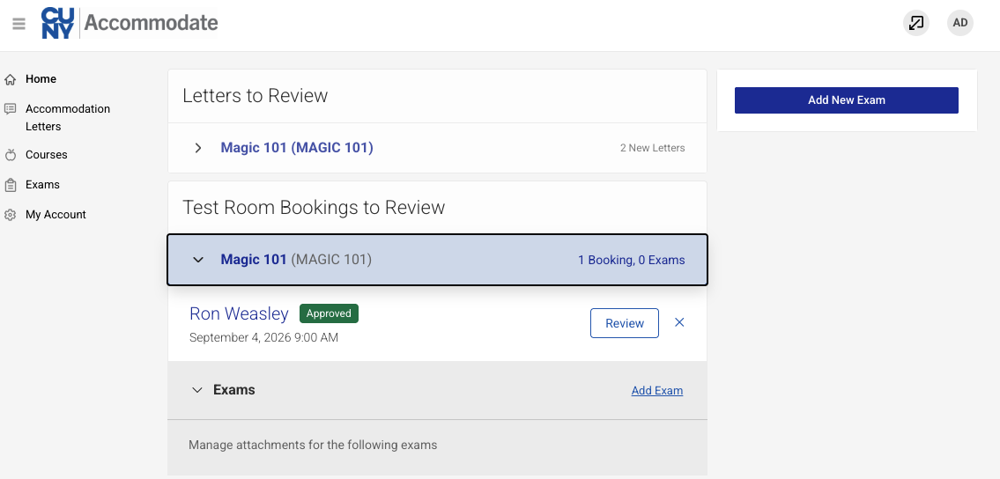 CU
NY
Accommodate
AD
Home
Accommodation
Letters
Courses
Exams
My Account
Letters to Review
Magic 101 (MAGIC 101)
2 New Letters
Test Room Bookings to Review
Magic 101 (MAGIC 101)
1 Booking, 0 Exams
Ron Weasley
Approved
September 4, 2026 9:00 AM
Review
Exams
Add Exam
Manage attachments for the following exams
Add New Exam